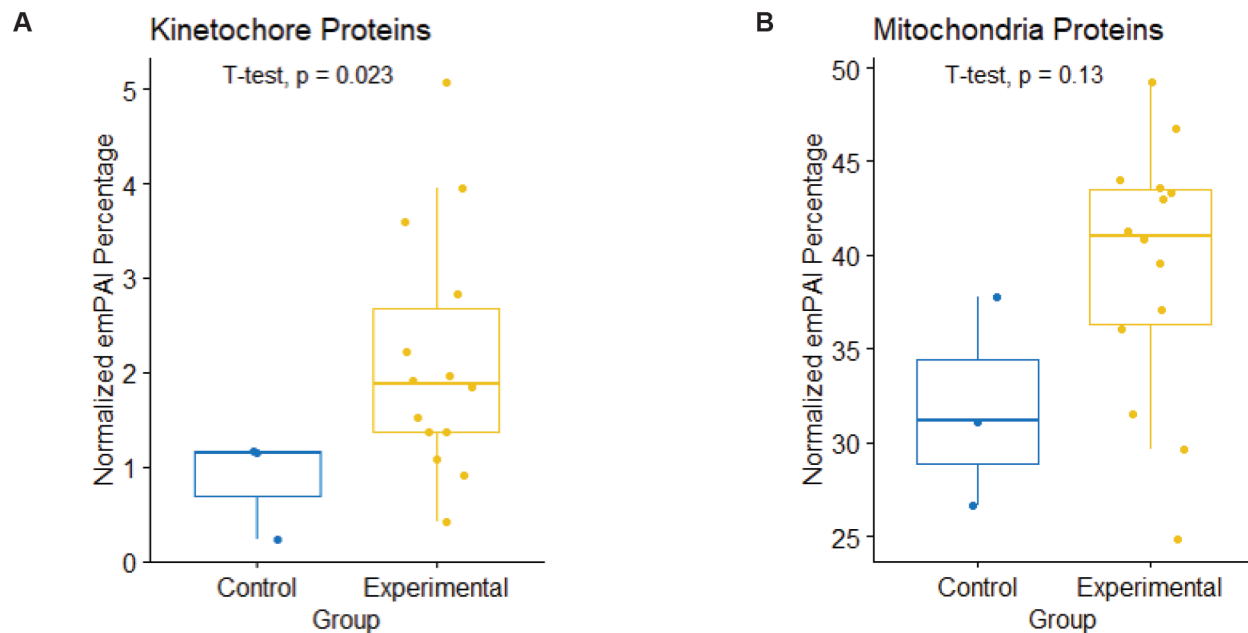 A
Kinetochore Proteins
T-test, p = 0.023
Normalized emPAI Percentage
5
4
3
2
1
0
Control
Experimental
Group
B
Mitochondria Proteins
T-test, p = 0.13
Normalized emPAI Percentage
50
45
40
35
30
25
Control
Experimental
Group